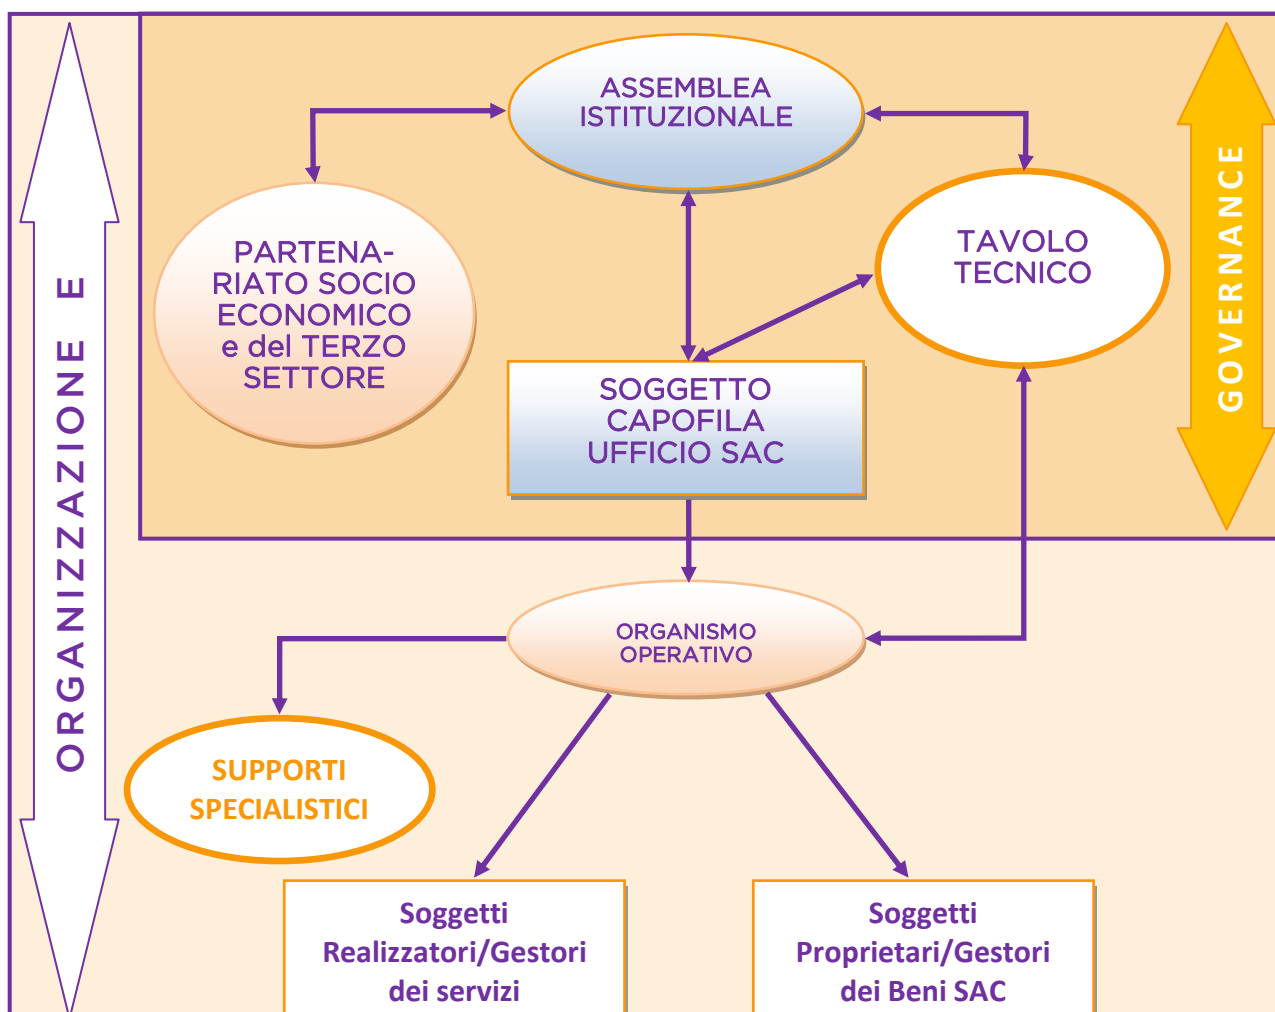 ASSEMBLEA
ISTITUZIONALE
PARTENA-
RIATO SOCIO
ECONOMICO
e del TERZO
SETTORE
TAVOLO
TECNICO
SOGGETTO
CAPOFILA
UFFICIO SAC
GOVERNANCE
ORGANIZZAZIONE E
ORGANISMO
OPERATIVO
SUPPORTI
SPECIALISTICI
Soggetti
Realizzatori/Gestori
dei servizi
Soggetti
Proprietari/Gestori
dei Beni SAC